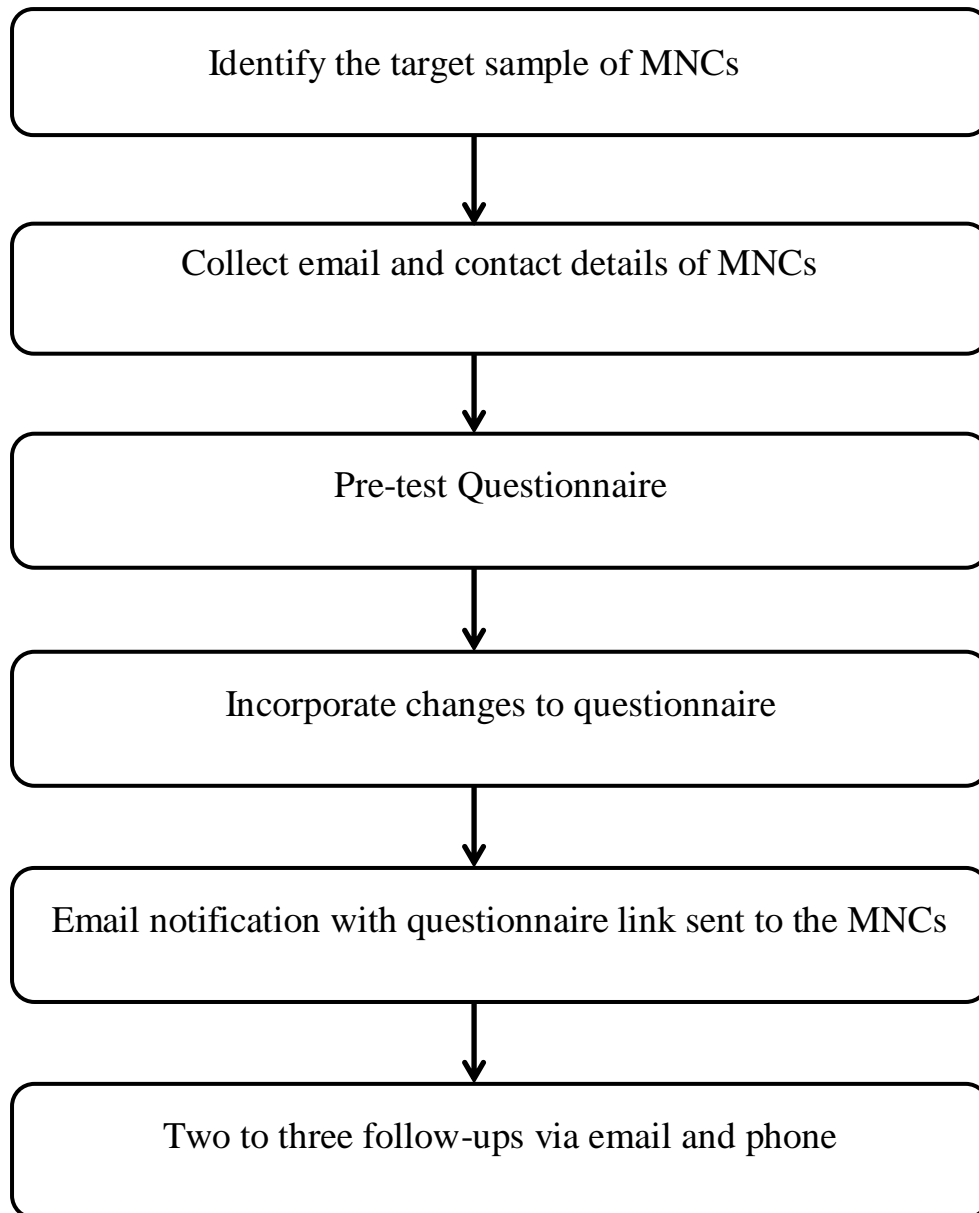 Identify the target sample of MNCs
Collect email and contact details of MNCs
Pre-test Questionnaire
Incorporate changes to questionnaire
Email notification with questionnaire link sent to the MNCs
Two to three follow-ups via email and phone